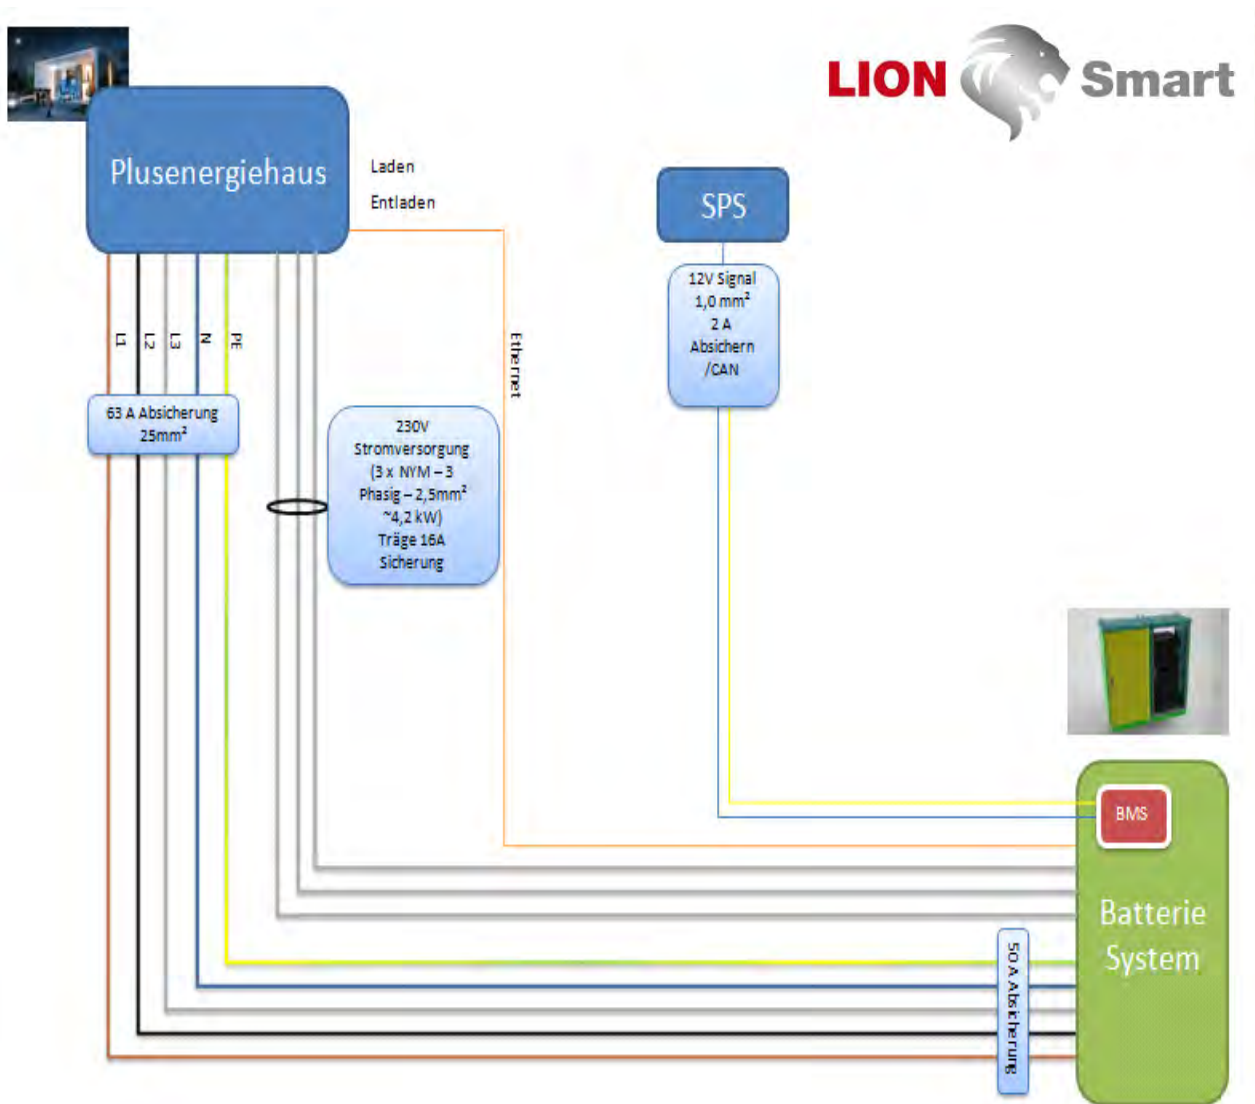 LION Smart
Plusenergiehaus
Laden
Entladen
SPS
12V Signal
1,0 mm²
2 A
Absichern
/CAN
L1
L2
L3
N
PE
Ethernet
63 A Absicherung
25mm²
230V
Stromversorgung
(3 x NYM – 3
Phasig – 2,5mm²
~4,2 kW)
Träge 16A
Sicherung
BMS
Batterie
System
50 A Absicherung